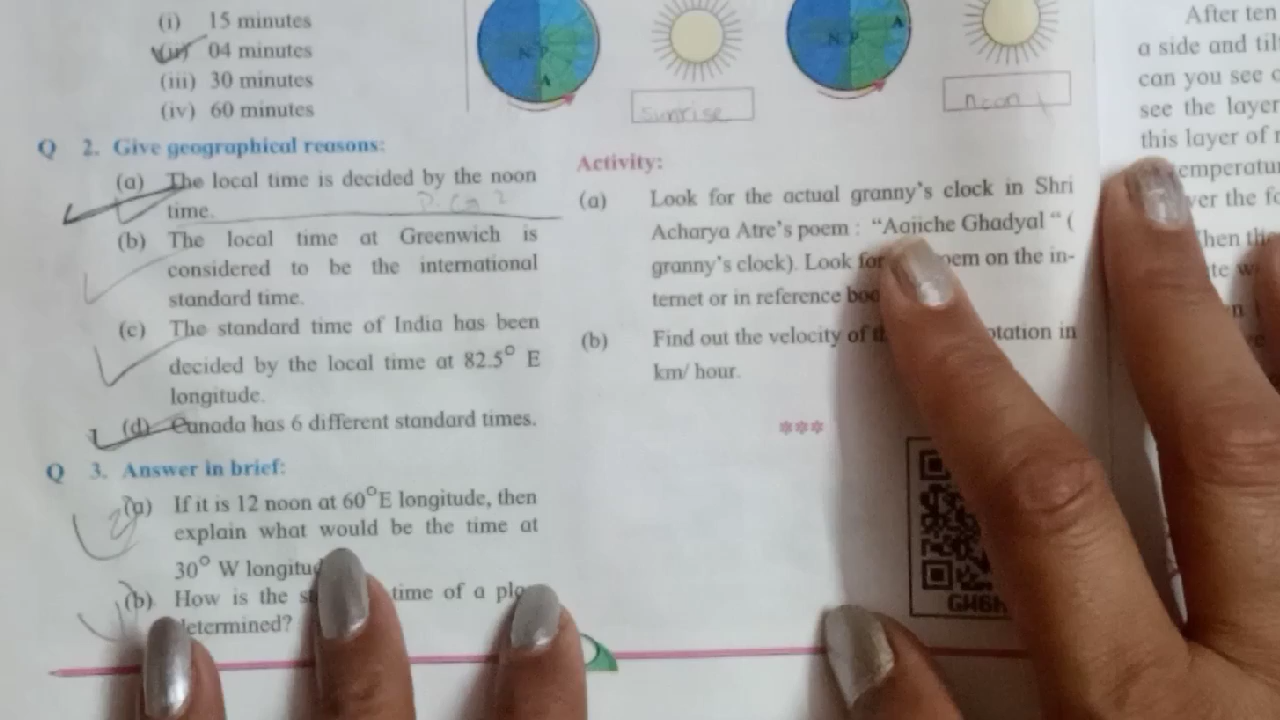 (i) 15 minutes
(ii) 04 minutes
(iii) 30 minutes
(iv) 60 minutes
Q 2. Give geographical reasons:
(a) The local time is decided by the noon
time.
(b) The local time at Greenwich is
considered to be the international
standard time.
(c) The standard time of India has been
decided by the local time at 82.5° E
longitude.
(d) Canada has 6 different standard times.
Q 3. Answer in brief:
(a) If it is 12 noon at 60°E longitude, then
explain what would be the time at
30° W longitu
(b) How is the time of a
determined?
N P
A
sunrise
N P
A
noon
Activity:
(a) Look for the actual granny's clock in Shri
Acharya Atre's poem : "Aajiche Ghadyal " (
granny's clock). Look for oem on the in-
ternet or in reference boo
(b) Find out the velocity of otation in
km/ hour.
***
After ten
a side and til
can you see
see the layer
this layer of
emperatu
ver the fo